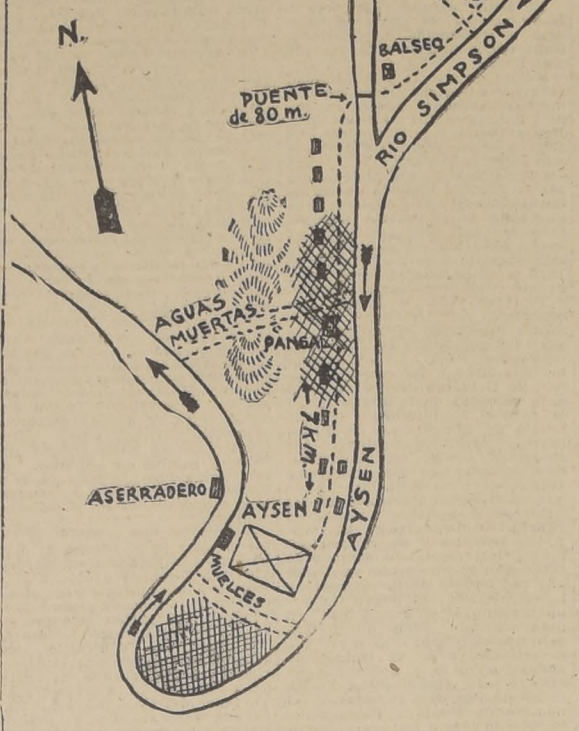 N.
BALSEO
PUENTE
de 80 m.
RIO SIMPSON
AGUAS
MUERTAS
PANGAL
7 km.
ASERRADERO
AYSEN
AYSEN
MUELLES